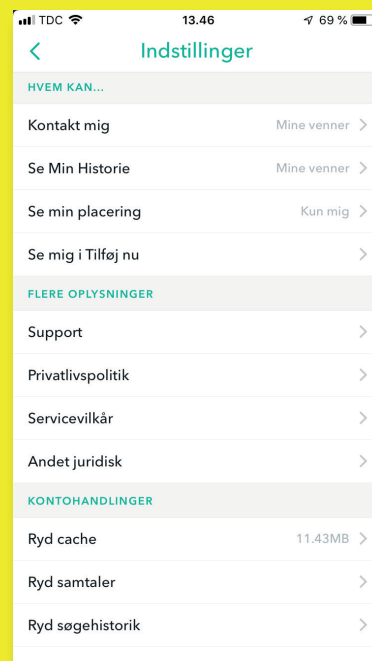 TDC 13.46 69 %
Indstillinger
HVEM KAN...
Kontakt mig Mine venner
Se Min Historie Mine venner
Se min placering Kun mig
Se mig i Tilføj nu
FLERE OPLYSNINGER
Support
Privatlivspolitik
Servicevilkår
Andet juridisk
KONTOHANDLINGER
Ryd cache 11.43MB
Ryd samtaler
Ryd søgehistorik